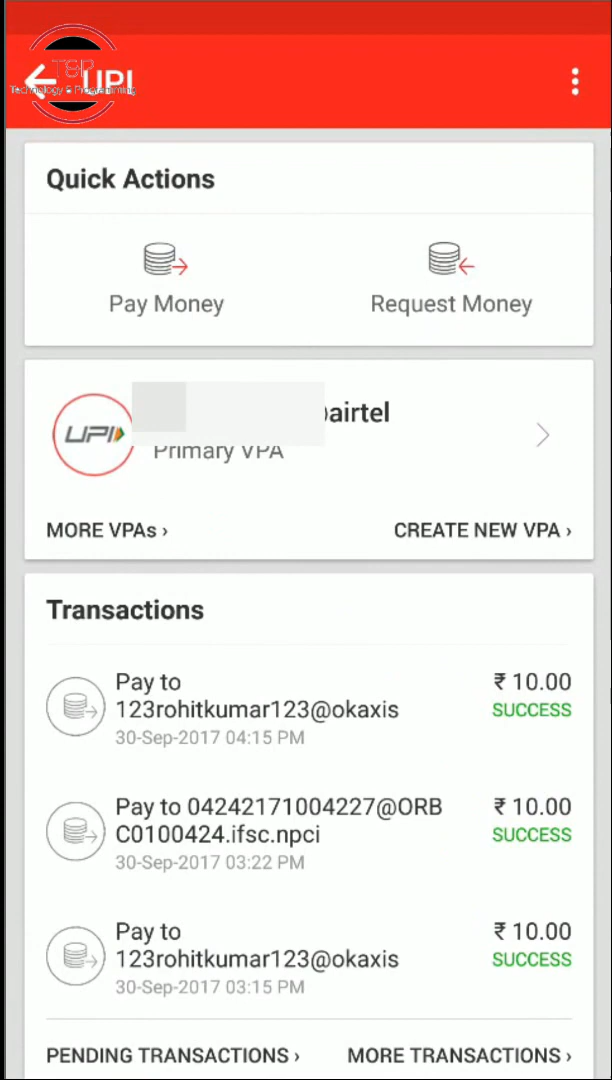 T&P
Technology & Programming
UPI
Quick Actions
Pay Money
Request Money
UPI
@airtel
Primary VPA
MORE VPAs ›
CREATE NEW VPA ›
Transactions
Pay to
123rohitkumar123@okaxis
30-Sep-2017 04:15 PM
₹ 10.00
SUCCESS
Pay to 04242171004227@ORB
C0100424.ifsc.npci
30-Sep-2017 03:22 PM
₹ 10.00
SUCCESS
Pay to
123rohitkumar123@okaxis
30-Sep-2017 03:15 PM
₹ 10.00
SUCCESS
PENDING TRANSACTIONS ›
MORE TRANSACTIONS ›